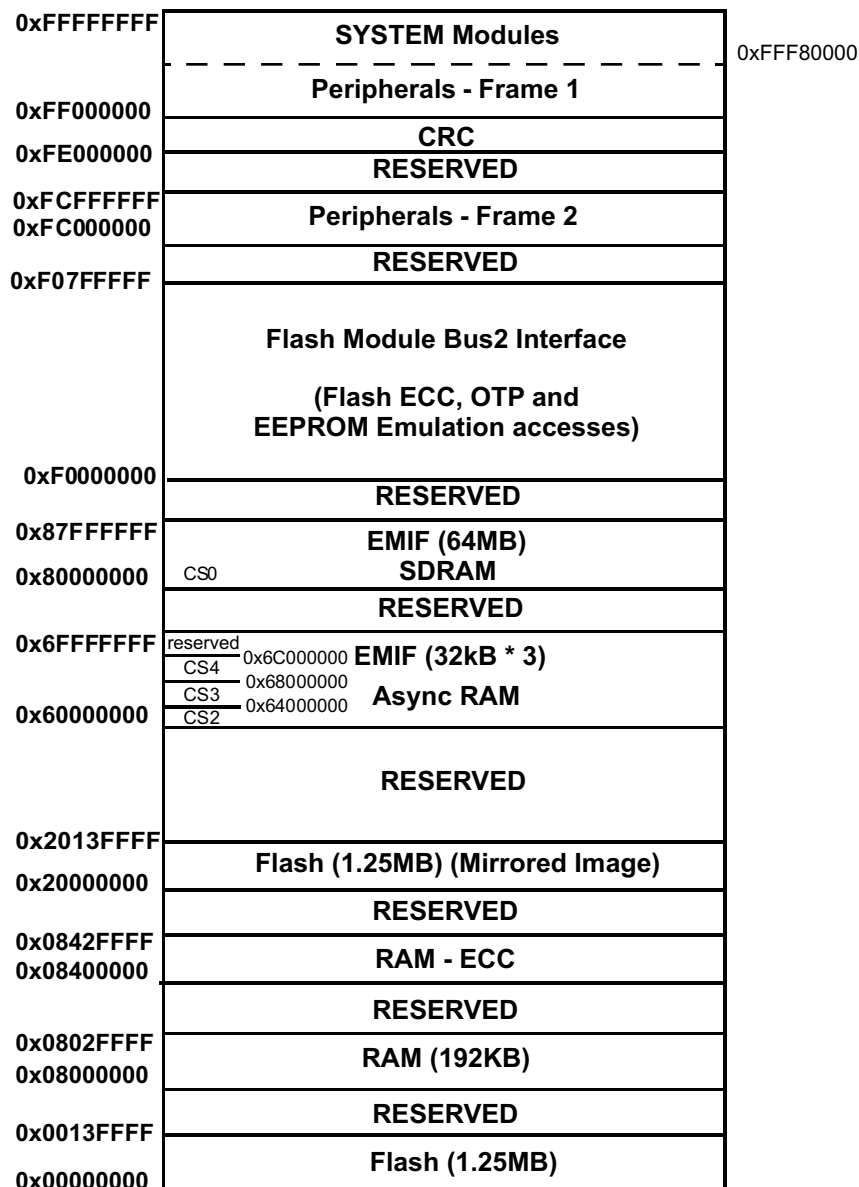 0xFFFFFFFF
SYSTEM Modules
0xFFF80000
Peripherals - Frame 1
0xFF000000
CRC
0xFE000000
RESERVED
0xFCFFFFFF
Peripherals - Frame 2
0xFC000000
RESERVED
0xF07FFFFF
Flash Module Bus2 Interface
(Flash ECC, OTP and
EEPROM Emulation accesses)
0xF0000000
RESERVED
0x87FFFFFF
EMIF (64MB)
0x80000000
CS0
SDRAM
RESERVED
0x6FFFFFFF
reserved
0x6C000000
EMIF (32kB * 3)
CS4
0x68000000
CS3
Async RAM
0x64000000
0x60000000
CS2
RESERVED
0x2013FFFF
Flash (1.25MB) (Mirrored Image)
0x20000000
RESERVED
0x0842FFFF
RAM - ECC
0x08400000
RESERVED
0x0802FFFF
RAM (192KB)
0x08000000
RESERVED
0x0013FFFF
Flash (1.25MB)
0x00000000